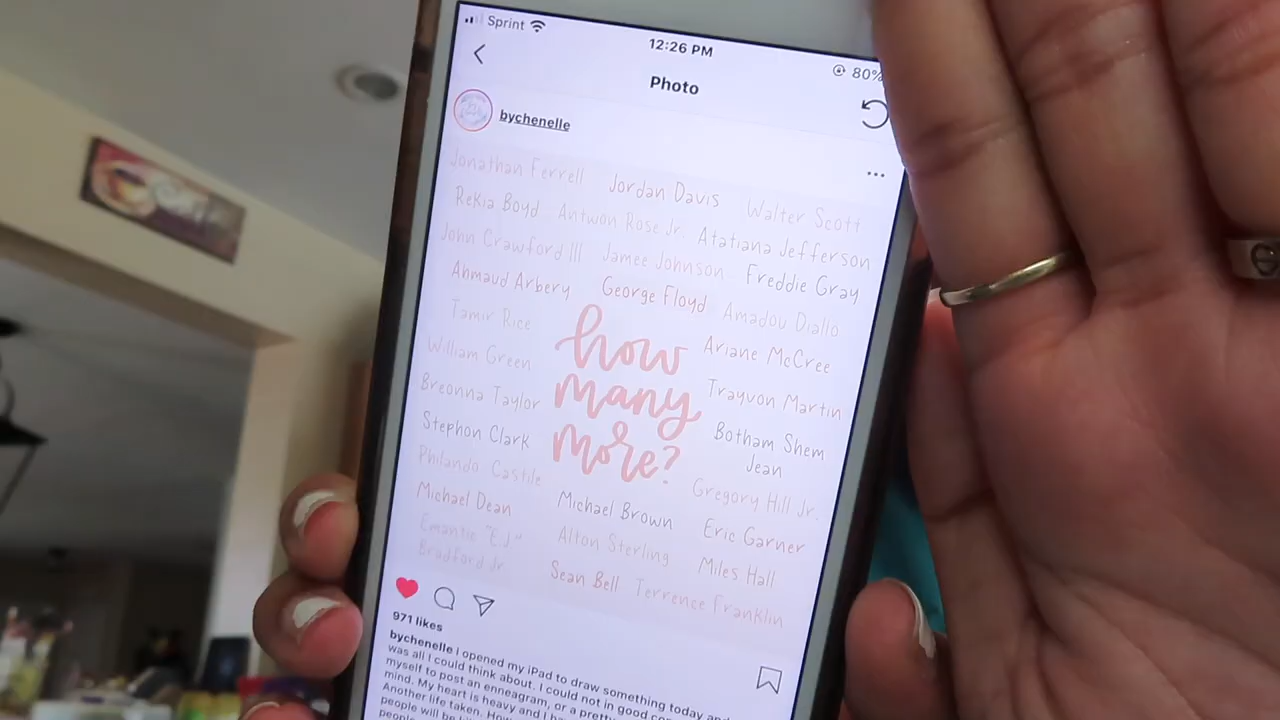 Sprint 12:26 PM 80%
Photo
bychenelle
Jonathan Ferrell Jordan Davis Walter Scott
Rekia Boyd Antwon Rose Jr. Atatiana Jefferson
John Crawford III Jamee Johnson Freddie Gray
Ahmaud Arbery George Floyd Amadou Diallo
Tamir Rice how Ariane McCree
William Green many Trayvon Martin
Breonna Taylor more? Botham Shem
Stephon Clark Jean
Philando Castile Gregory Hill Jr.
Michael Dean Michael Brown Eric Garner
Emantic "EJ" Alton Sterling Miles Hall
Bradford Jr. Sean Bell Terrence Franklin
971 likes
bychenelle i opened my iPad to draw something today and
was all I could think about. I could not in good
myself to post an enneagram, or a
mind. My heart is heavy and I
Another life taken.
people will be